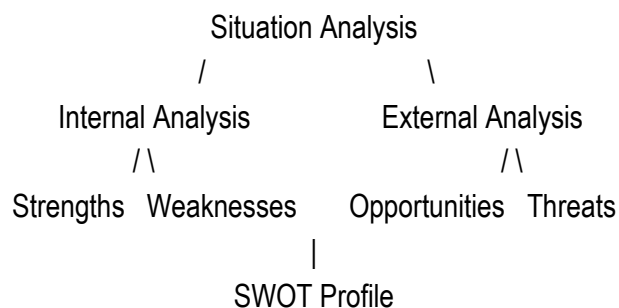 Situation Analysis
/ \
Internal Analysis External Analysis
/ \ / \
Strengths Weaknesses Opportunities Threats
|
SWOT Profile